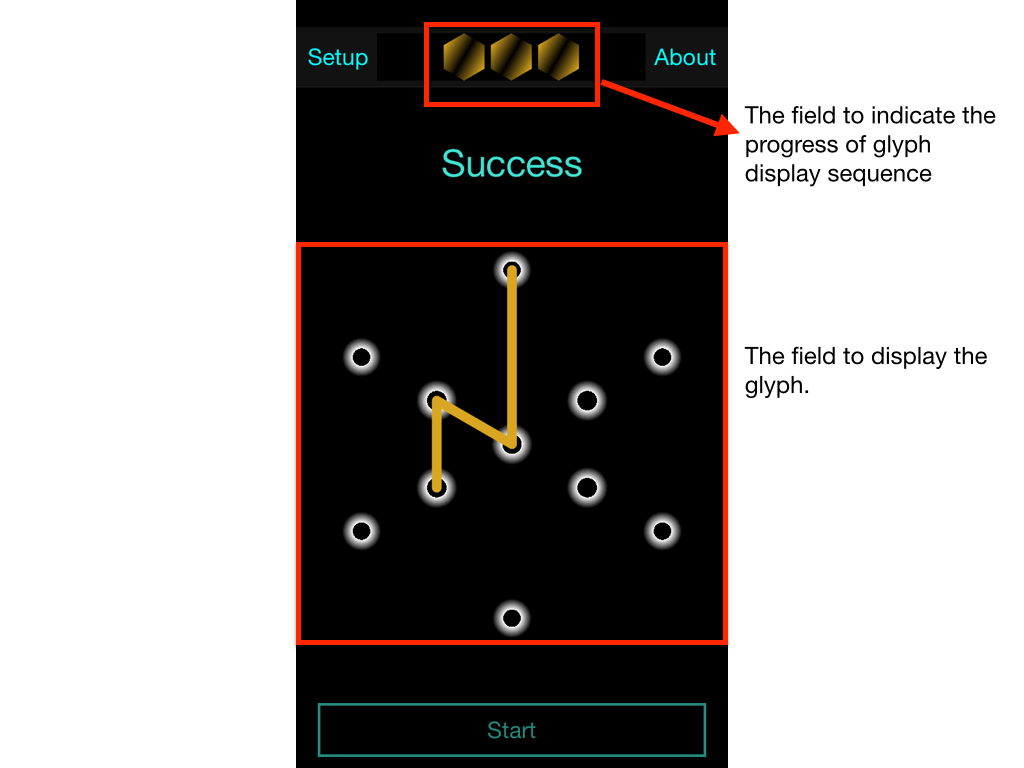 Setup
About
The field to indicate the
progress of glyph
display sequence
Success
The field to display the
glyph.
Start